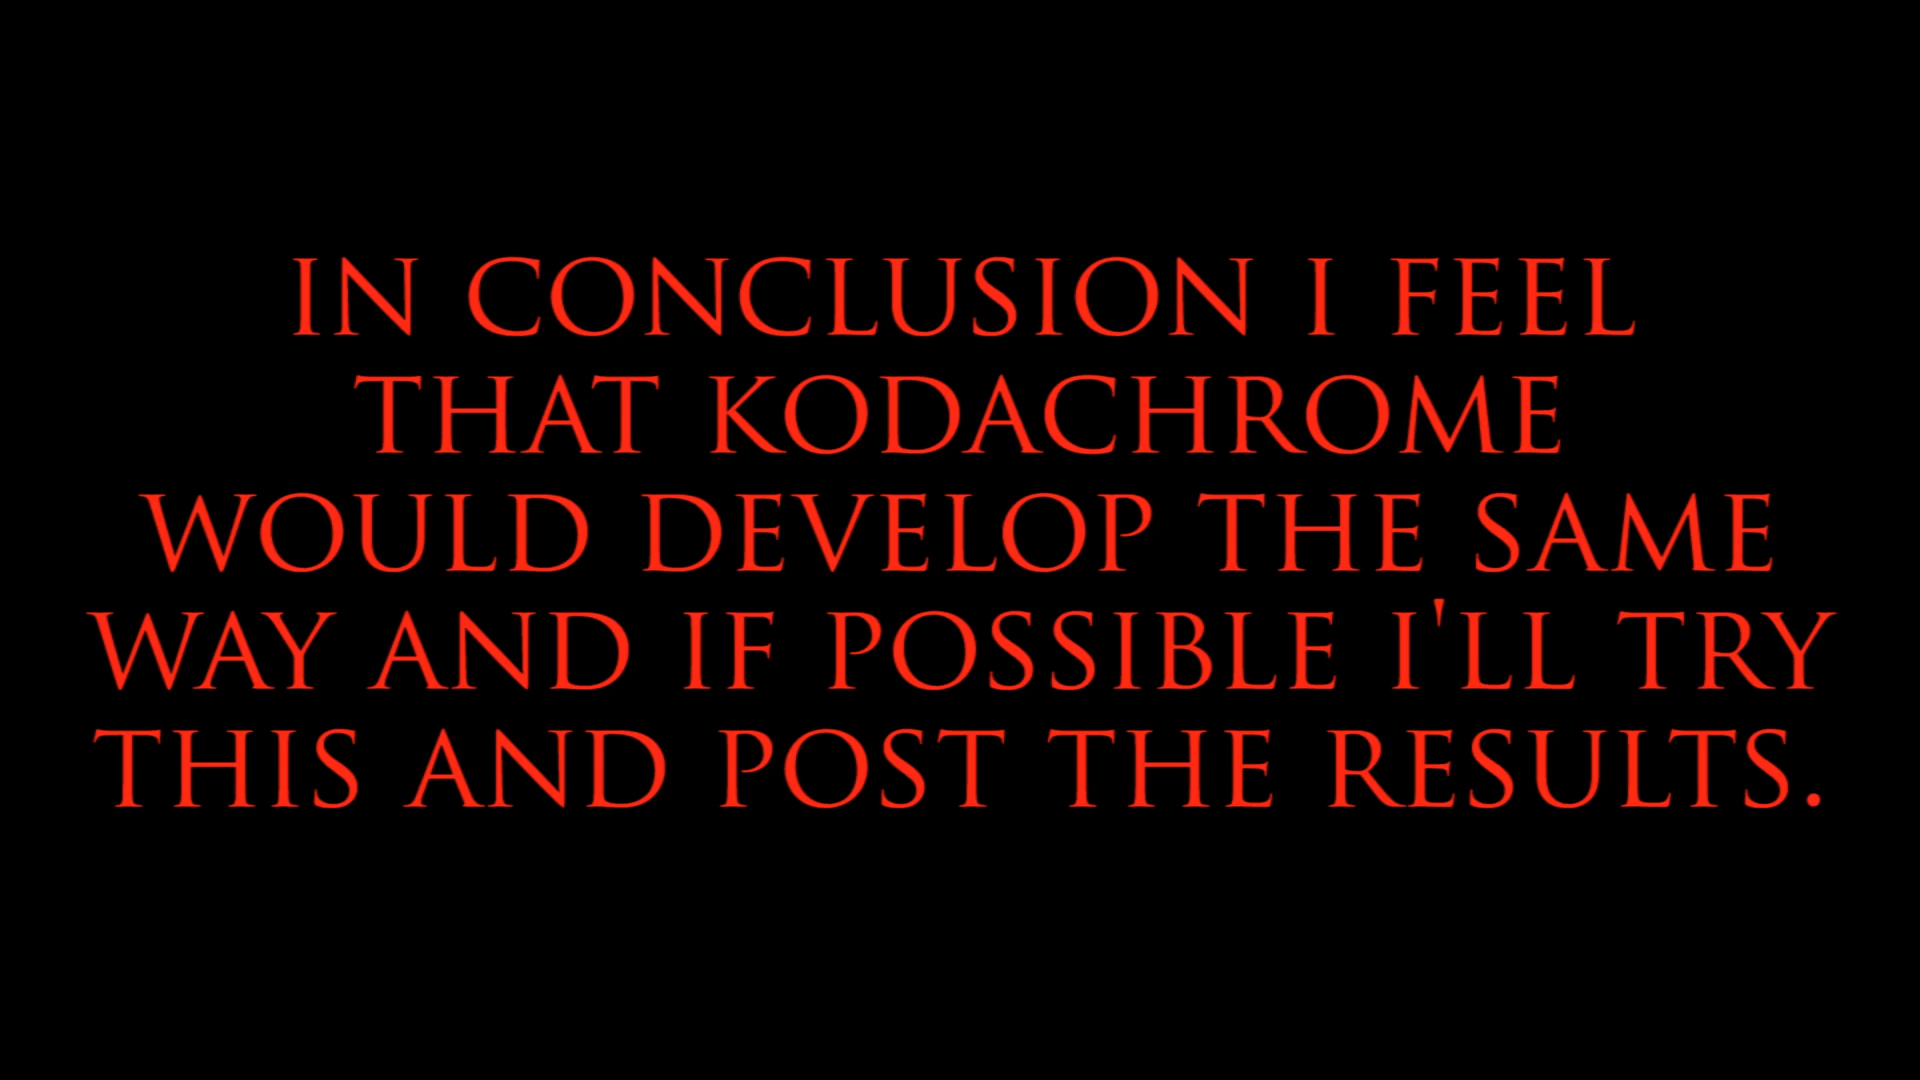 IN CONCLUSION I FEEL
THAT KODACHROME
WOULD DEVELOP THE SAME
WAY AND IF POSSIBLE I'LL TRY
THIS AND POST THE RESULTS.